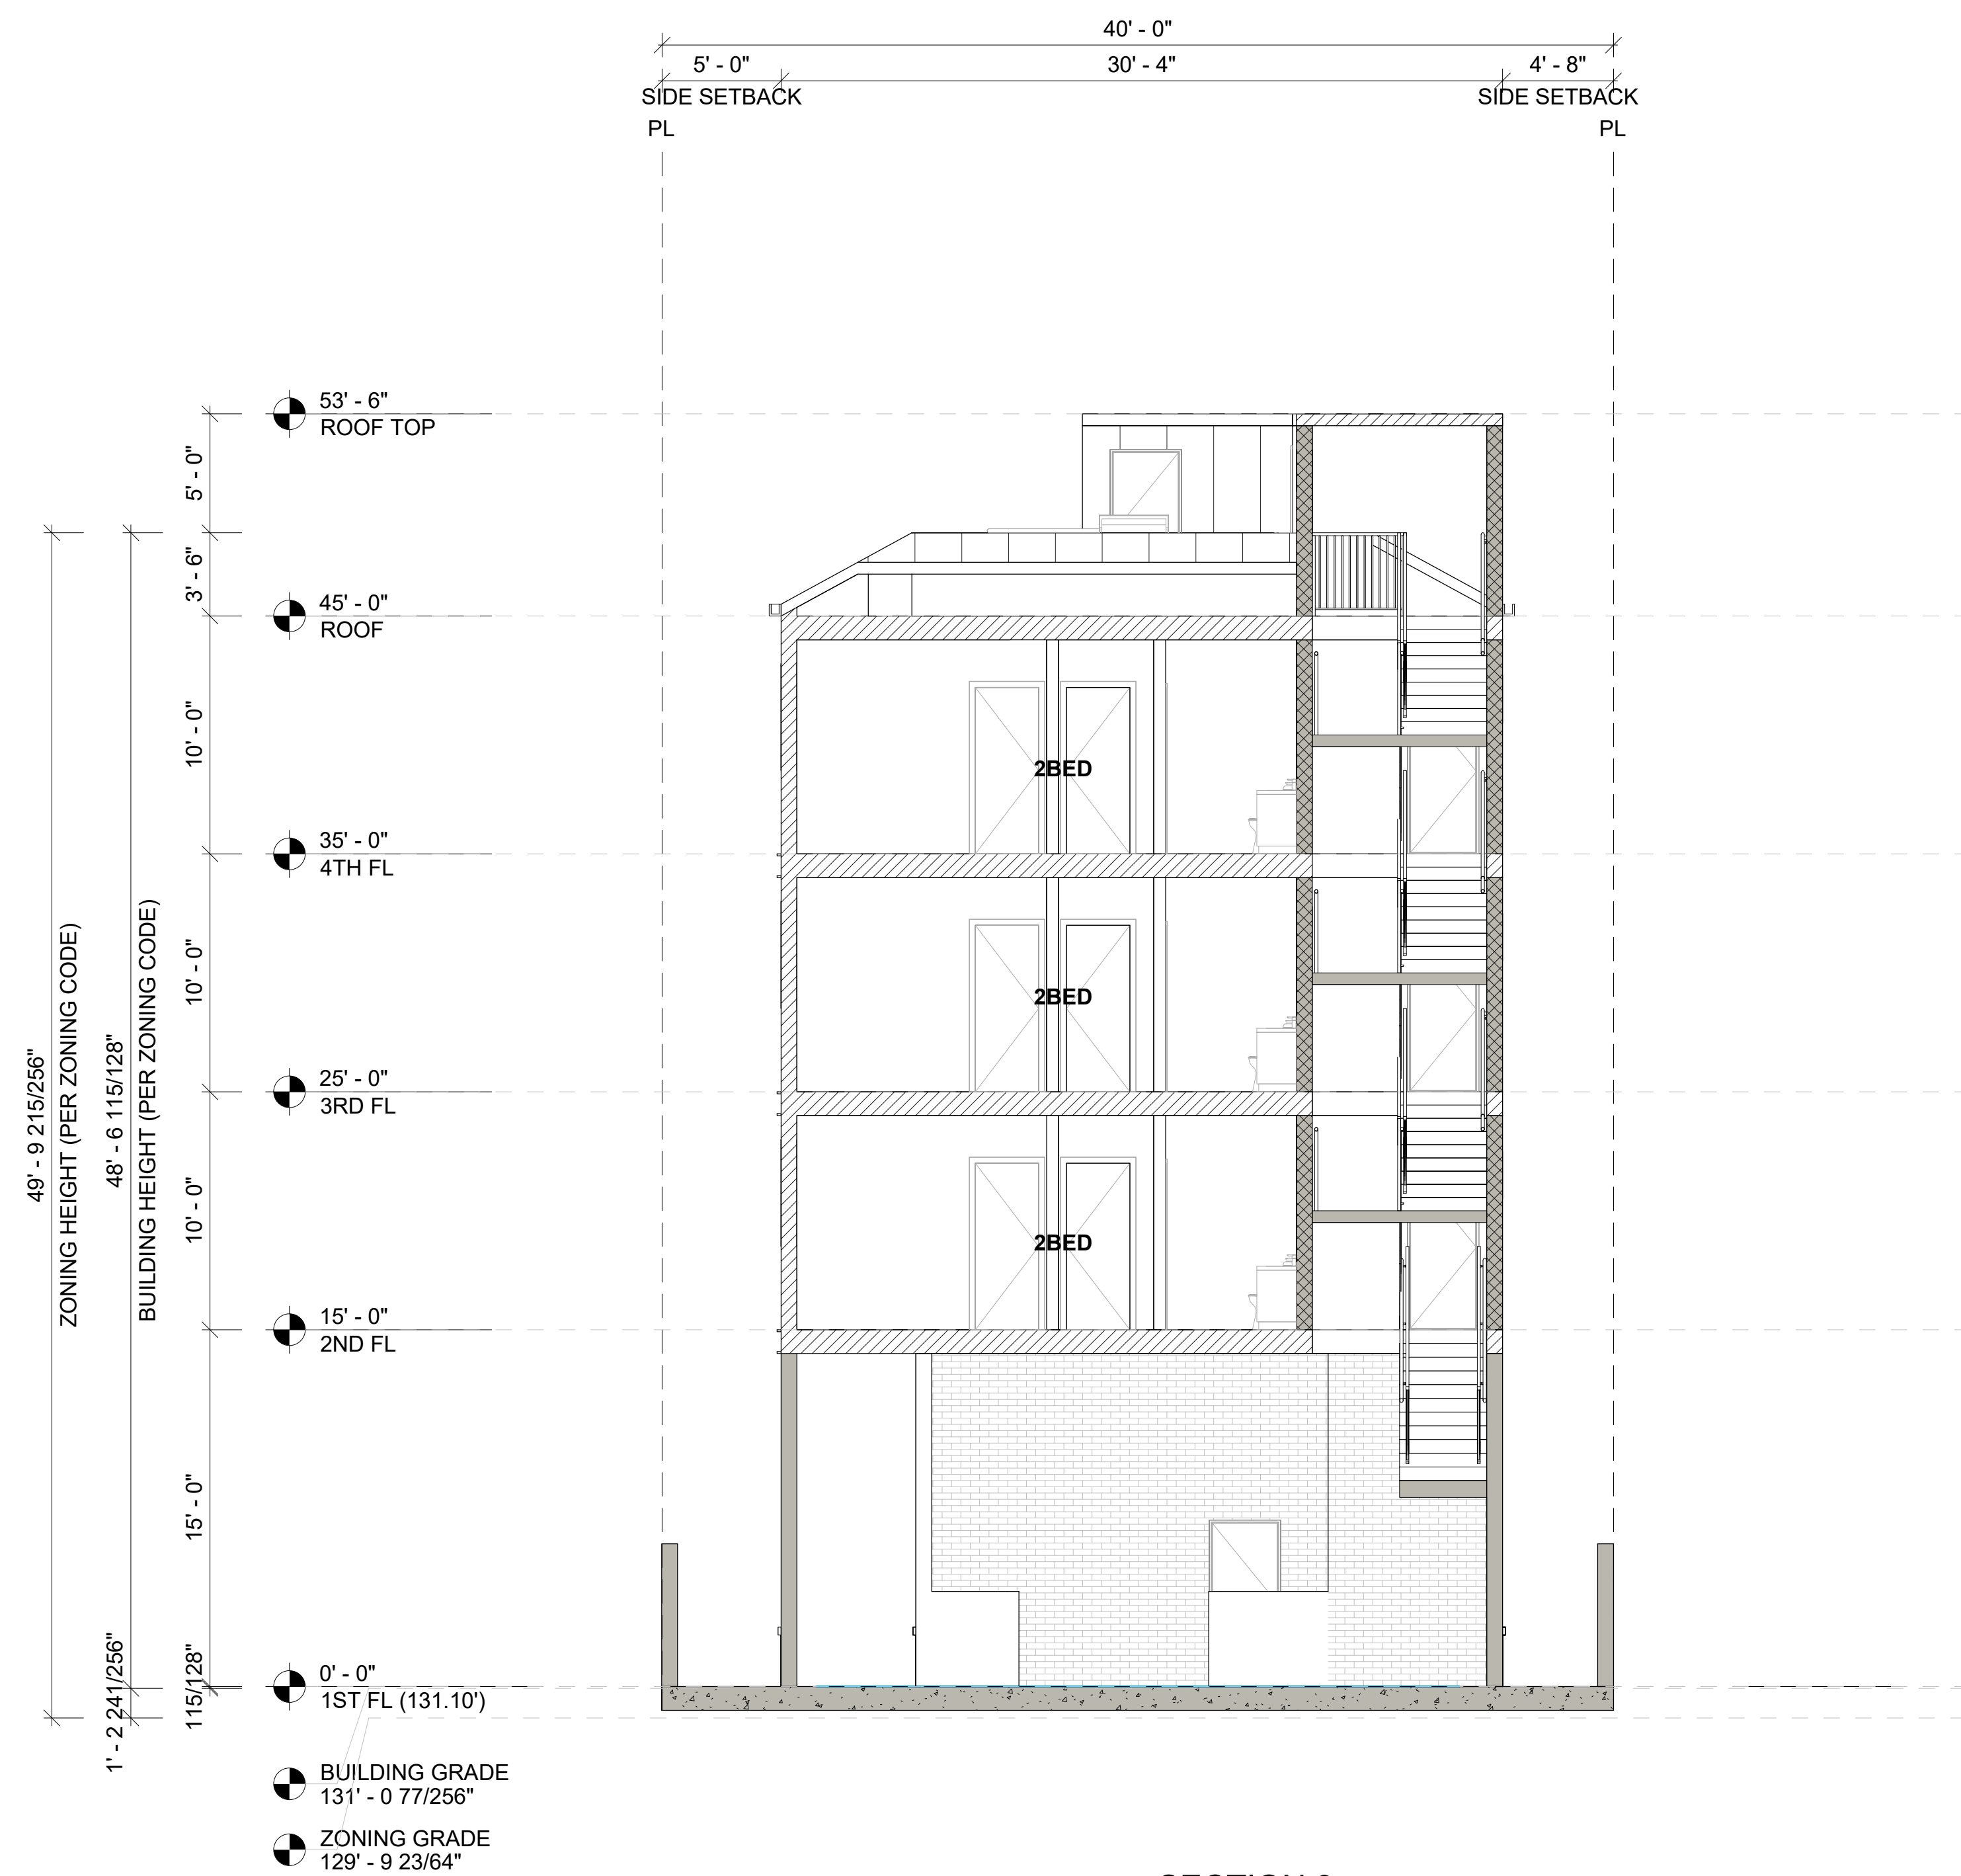 40' - 0"
5' - 0"
30' - 4"
4' - 8"
SIDE SETBACK
SIDE SETBACK
PL
PL
53' - 6"
ROOF TOP
5' - 0"
3' - 6"
45' - 0"
ROOF
10' - 0"
2BED
35' - 0"
4TH FL
10' - 0"
2BED
25' - 0"
3RD FL
10' - 0"
2BED
15' - 0"
2ND FL
15' - 0"
49' - 9 215/256"
ZONING HEIGHT (PER ZONING CODE)
48' - 6 115/128"
BUILDING HEIGHT (PER ZONING CODE)
1' - 2 241/256"
115/128"
0' - 0"
1ST FL (131.10')
BUILDING GRADE
131' - 0 77/256"
ZONING GRADE
129' - 9 23/64"